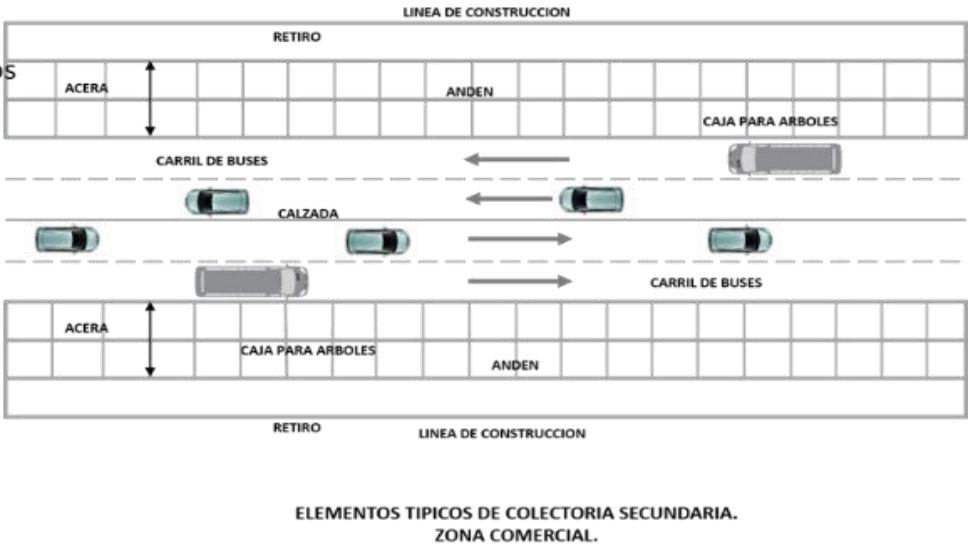 LINEA DE CONSTRUCCION
RETIRO
os
ACERA
ANDEN
CAJA PARA ARBOLES
CARRIL DE BUSES
CALZADA
CARRIL DE BUSES
ACERA
CAJA PARA ARBOLES
ANDEN
RETIRO
LINEA DE CONSTRUCCION
ELEMENTOS TIPICOS DE COLECTORIA SECUNDARIA.
ZONA COMERCIAL.